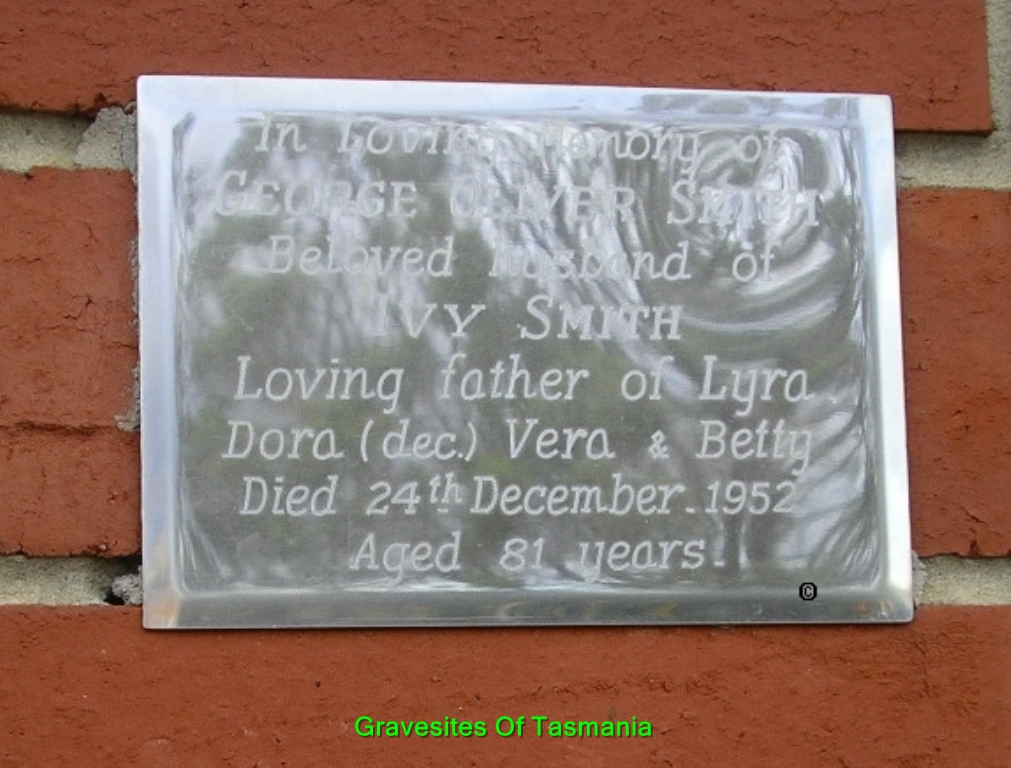 In Loving Memory of
GEORGE OLIVER SMITH
Beloved husband of
IVY SMITH
Loving father of Lyra
Dora (dec.) Vera & Betty
Died 24th December. 1952
Aged 81 years.
©
Gravesites Of Tasmania